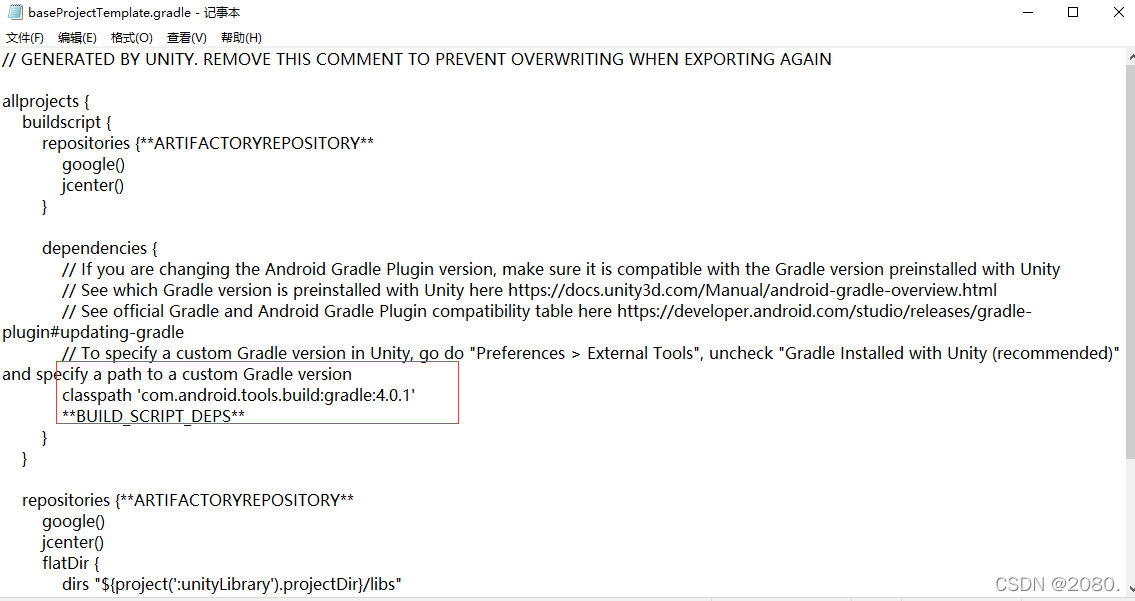 baseProjectTemplate.gradle - 记事本
文件(F) 编辑(E) 格式(O) 查看(V) 帮助(H)
// GENERATED BY UNITY. REMOVE THIS COMMENT TO PREVENT OVERWRITING WHEN EXPORTING AGAIN
allprojects {
buildscript {
repositories {**ARTIFACTORYREPOSITORY**
google()
jcenter()
}
dependencies {
// If you are changing the Android Gradle Plugin version, make sure it is compatible with the Gradle version preinstalled with Unity
// See which Gradle version is preinstalled with Unity here https://docs.unity3d.com/Manual/android-gradle-overview.html
// See official Gradle and Android Gradle Plugin compatibility table here https://developer.android.com/studio/releases/gradle-
plugin#updating-gradle
// To specify a custom Gradle version in Unity, go do "Preferences > External Tools", uncheck "Gradle Installed with Unity (recommended)"
and specify a path to a custom Gradle version
classpath 'com.android.tools.build:gradle:4.0.1'
**BUILD_SCRIPT_DEPS**
}
}
repositories {**ARTIFACTORYREPOSITORY**
google()
jcenter()
flatDir {
dirs "${project(':unityLibrary').projectDir}/libs"
CSDN @2080.